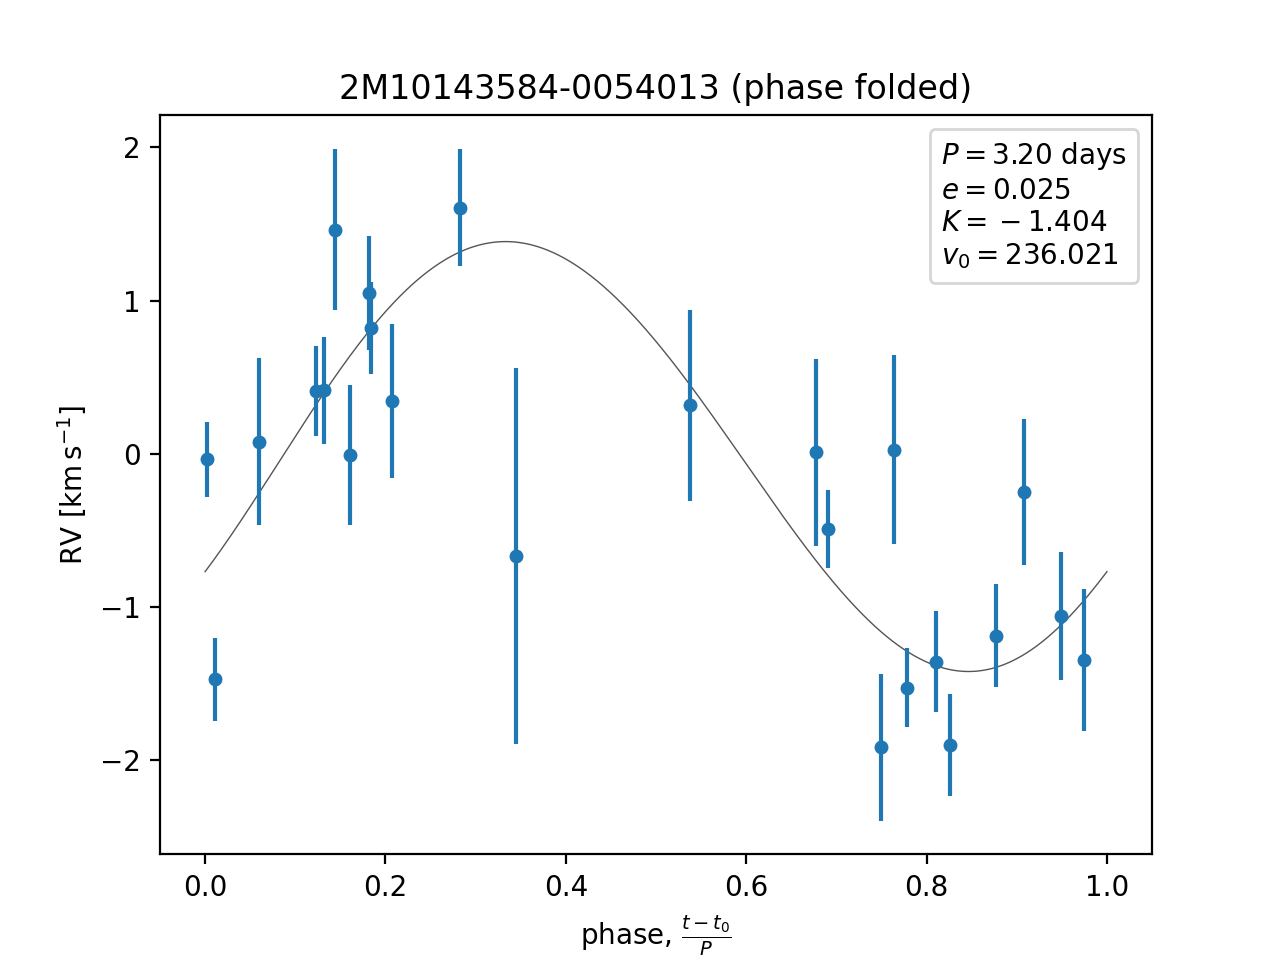 2M10143584-0054013 (phase folded)
P = 3.20 days
e = 0.025
K = −1.404
v₀ = 236.021
RV [km s⁻¹]
2
1
0
−1
−2
0.0 0.2 0.4 0.6 0.8 1.0
phase, (t − t₀)/P